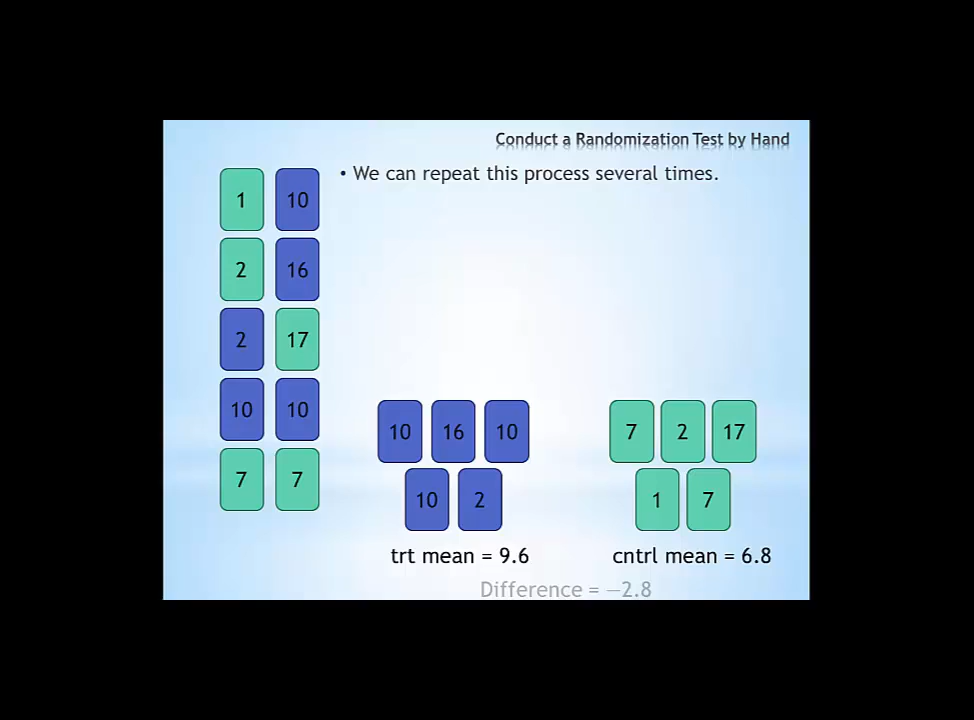 Conduct a Randomization Test by Hand
• We can repeat this process several times.
1 10
2 16
2 17
10 10
7 7
10 16 10 7 2 17
10 2 1 7
trt mean = 9.6 cntrl mean = 6.8
Difference = −2.8